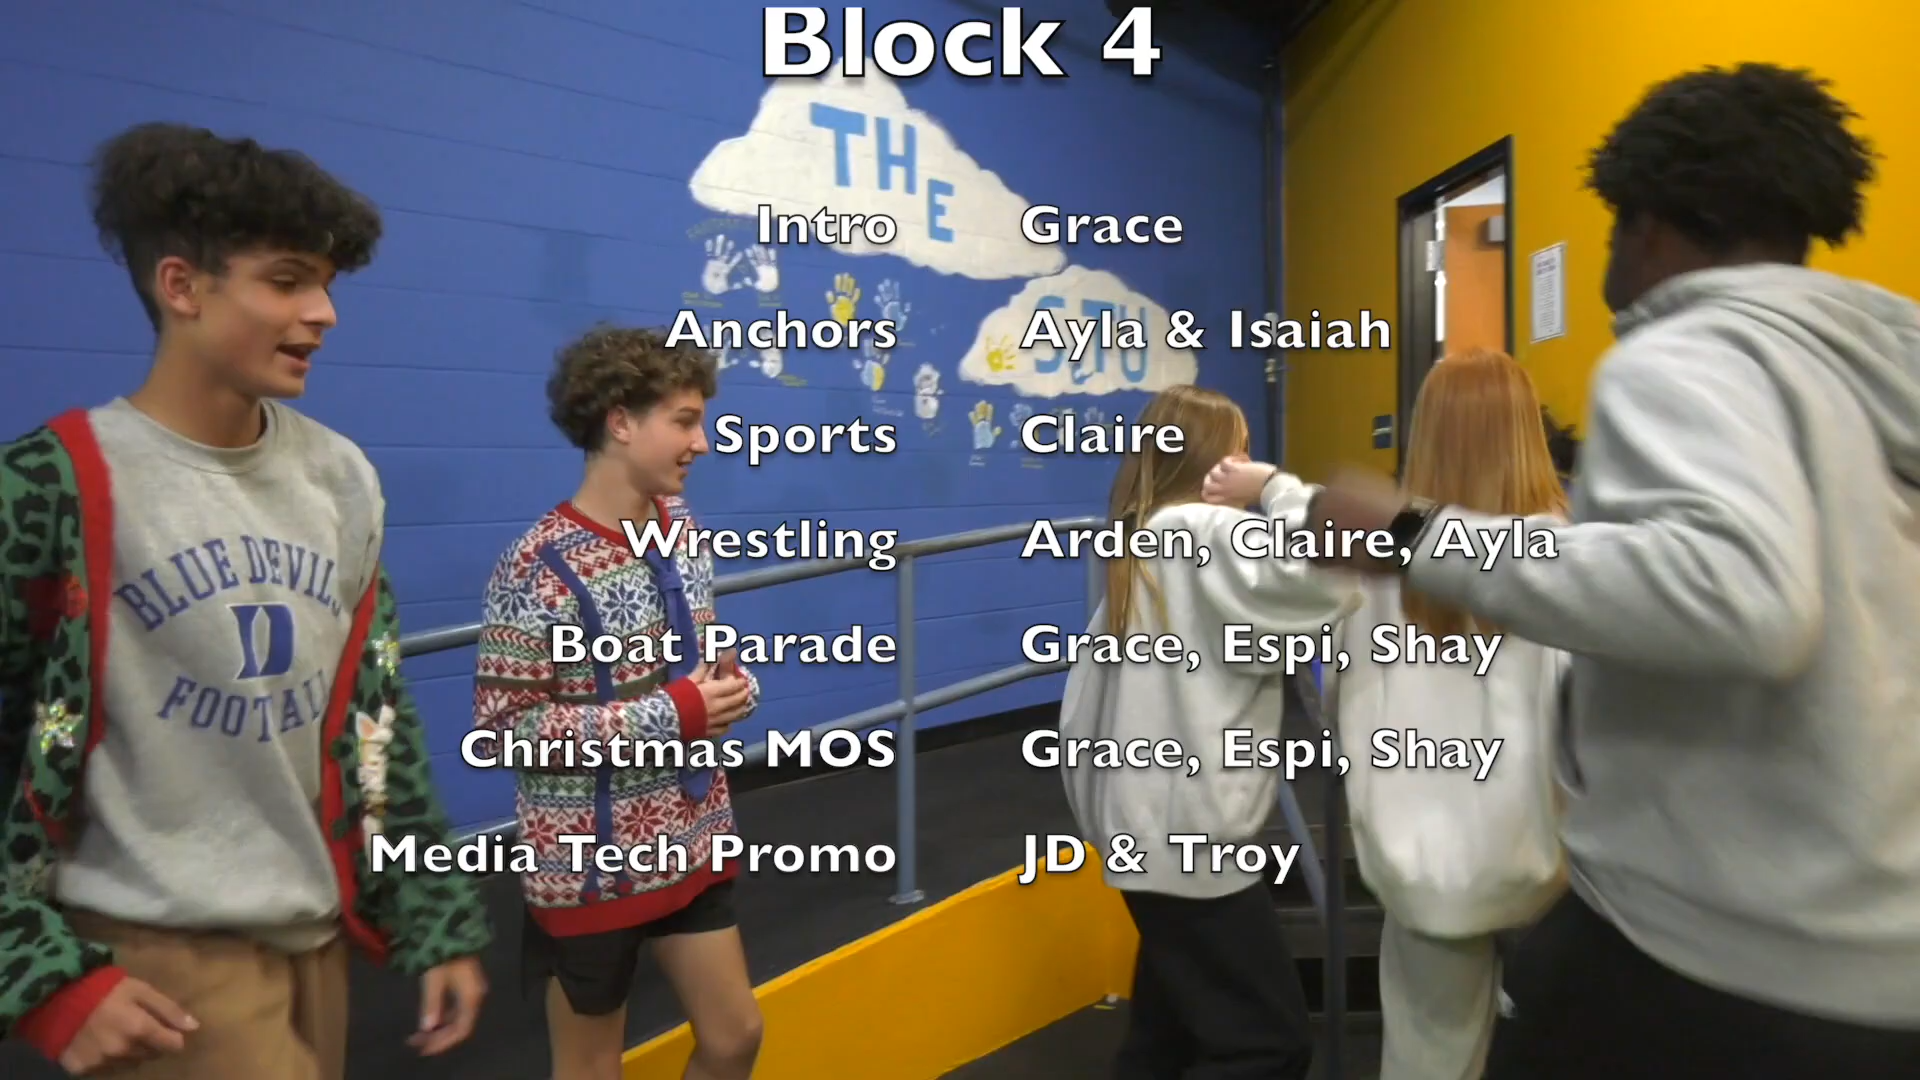 Block 4
THE
STU
Intro Grace
Anchors Ayla & Isaiah
Sports Claire
Wrestling Arden, Claire, Ayla
Boat Parade Grace, Espi, Shay
Christmas MOS Grace, Espi, Shay
Media Tech Promo JD & Troy
BLUE DEVILS
D
FOOTBALL